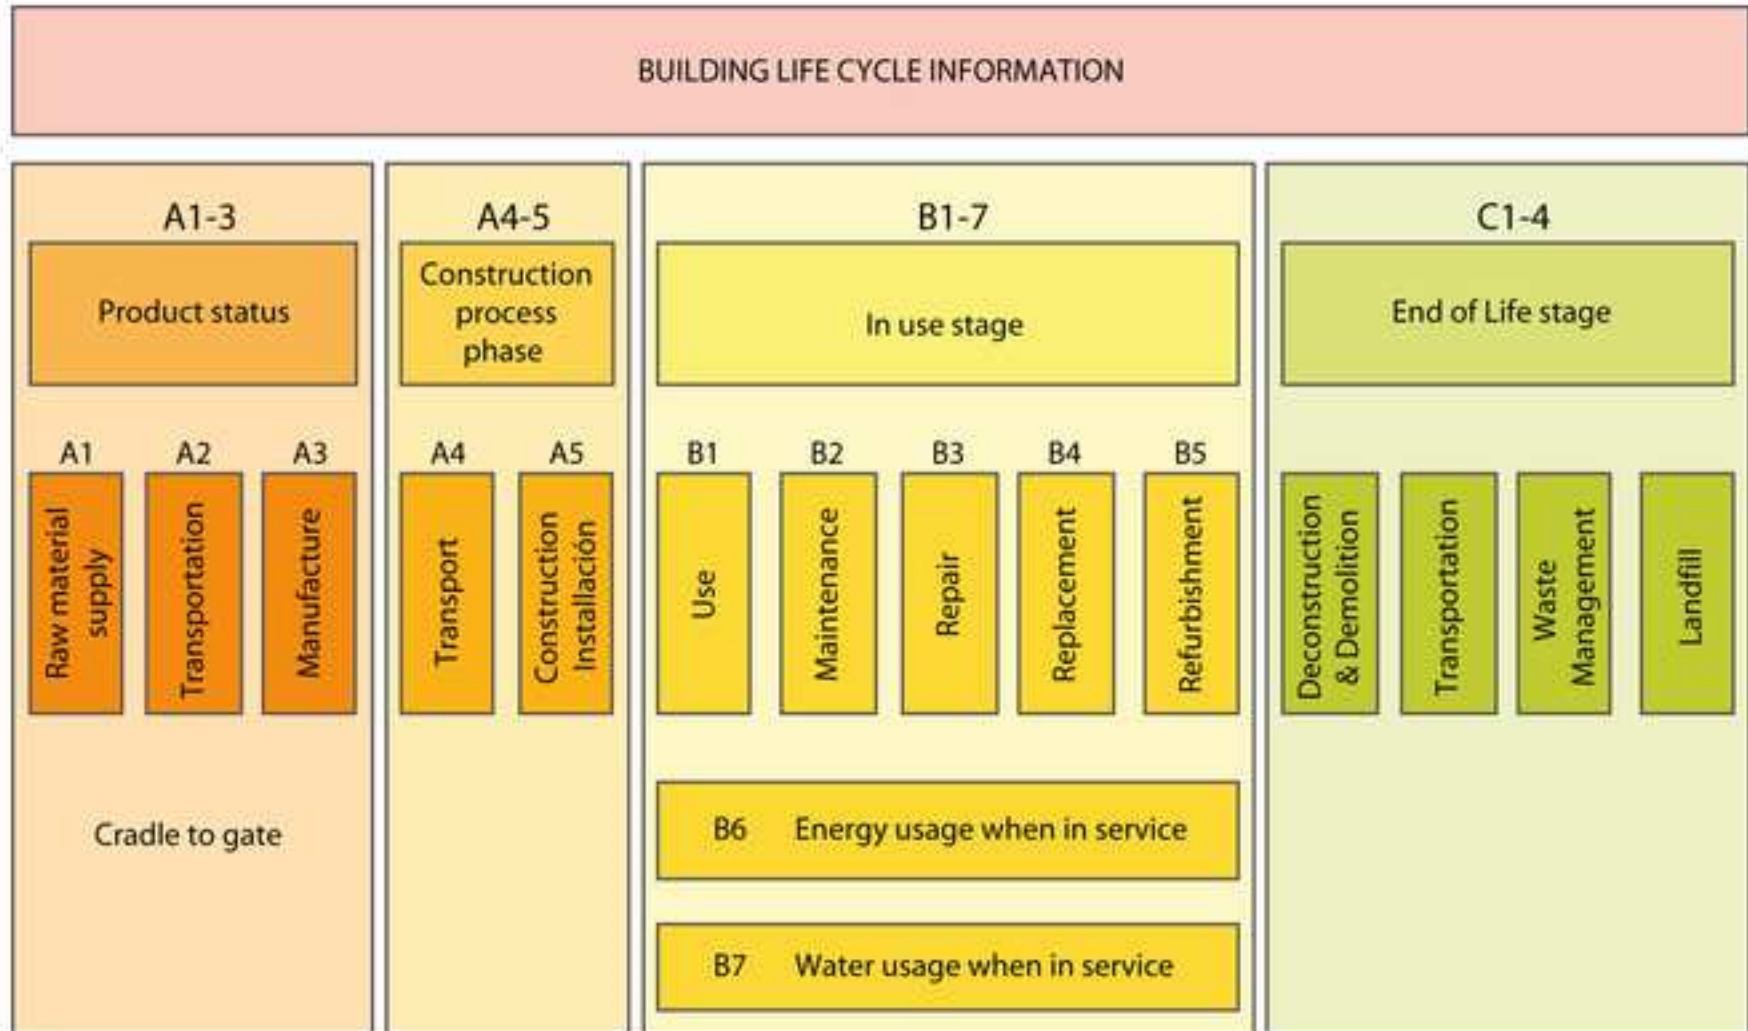 BUILDING LIFE CYCLE INFORMATION
A1-3
Product status
A1
Raw material
supply
A2
Transportation
A3
Manufacture
Cradle to gate
A4-5
Construction
process
phase
A4
Transport
A5
Construction
Installación
B1-7
In use stage
B1
Use
B2
Maintenance
B3
Repair
B4
Replacement
B5
Refurbishment
B6 Energy usage when in service
B7 Water usage when in service
C1-4
End of Life stage
Deconstruction
& Demolition
Transportation
Waste
Management
Landfill